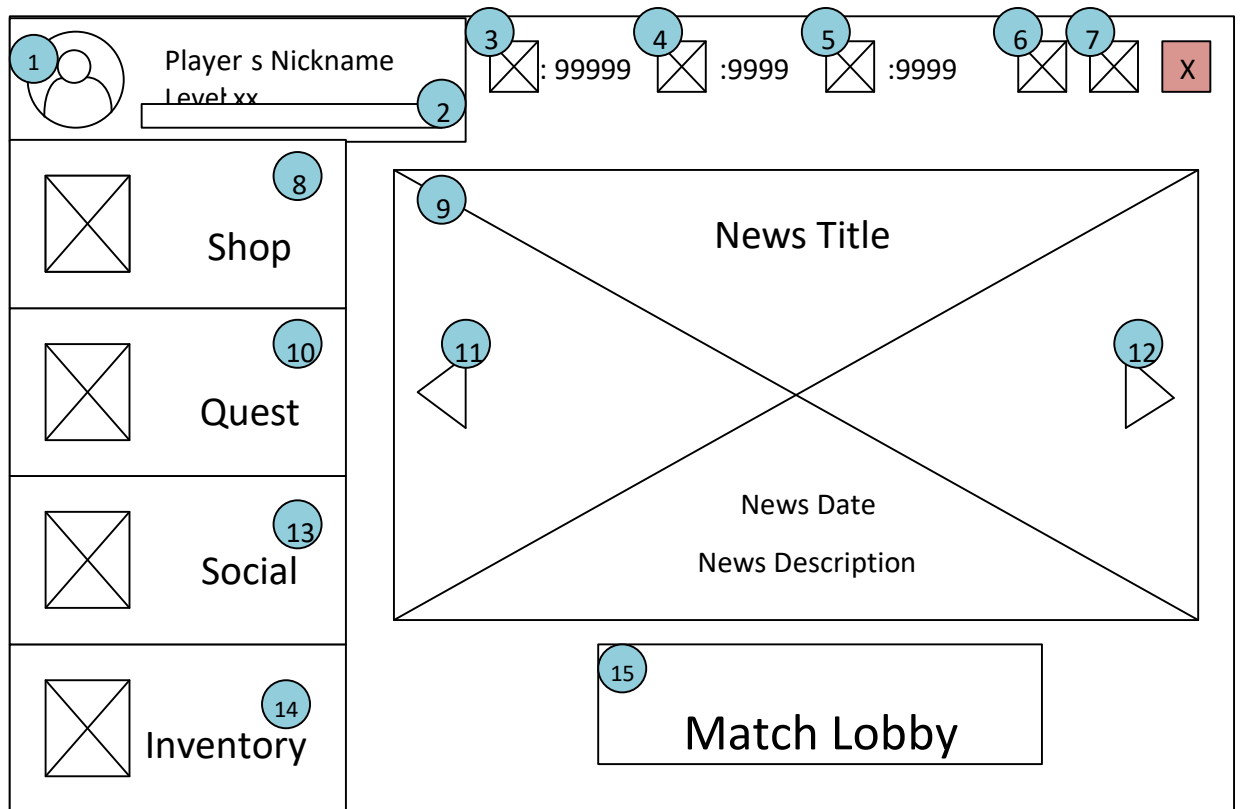 1
Player s Nickname
Level xx
2
3
: 99999
4
:9999
5
:9999
6
7
X
8
Shop
9
News Title
10
Quest
11
12
13
Social
News Date
News Description
14
Inventory
15
Match Lobby